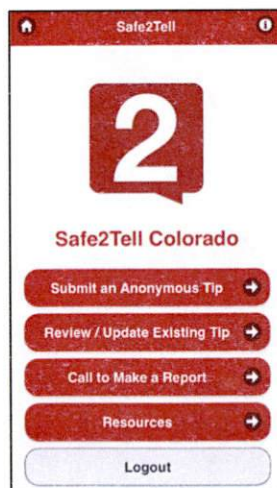 Safe2Tell
2
Safe2Tell Colorado
Submit an Anonymous Tip
Review / Update Existing Tip
Call to Make a Report
Resources
Logout